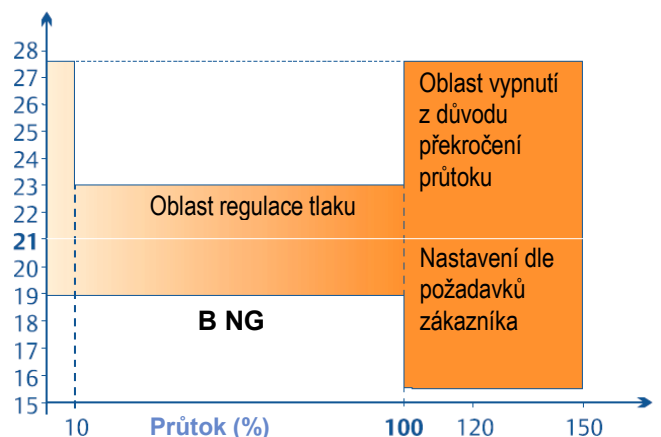 28
27
26
25
24
23
22
21
20
19
18
17
16
15
Oblast vypnutí
z důvodu
překročení
průtoku
Oblast regulace tlaku
Nastavení dle
požadavků
zákazníka
B NG
10
Průtok (%)
100
120
150